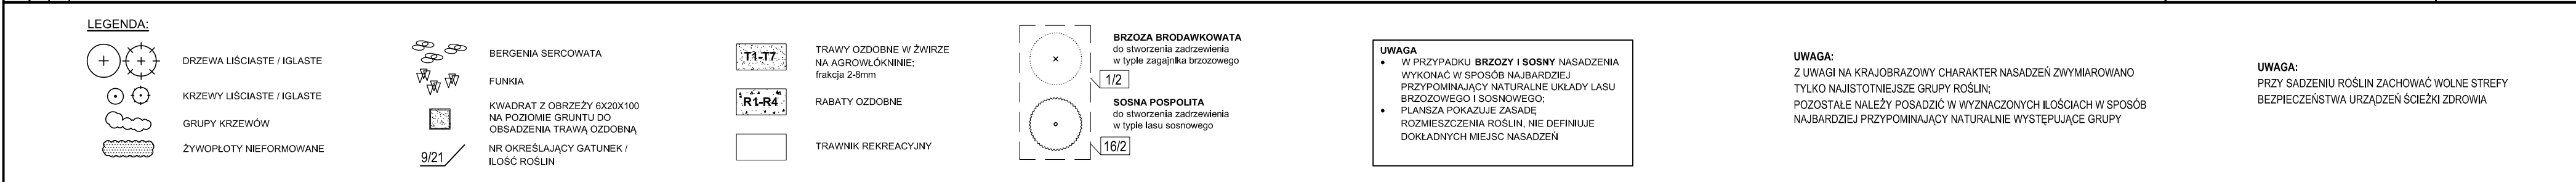 LEGENDA:
DRZEWA LIŚCIASTE / IGLASTE
KRZEWY LIŚCIASTE / IGLASTE
GRUPY KRZEWÓW
ŻYWOPŁOTY NIEFORMOWANE
BERGENIA SERCOWATA
FUNKIA
KWADRAT Z OBRZEŻY 6X20X100
NA POZIOMIE GRUNTU DO
OBSADZENIA TRAWĄ OZDOBNĄ
9/21
NR OKREŚLAJĄCY GATUNEK /
ILOŚĆ ROŚLIN
T1-T7
TRAWY OZDOBNE W ŻWIRZE
NA AGROWŁÓKNINIE;
frakcja 2-8mm
R1-R4
RABATY OZDOBNE
TRAWNIK REKREACYJNY
BRZOZA BRODAWKOWATA
do stworzenia zadrzewienia
w typie zagajnika brzozowego
1/2
SOSNA POSPOLITA
do stworzenia zadrzewienia
w typie lasu sosnowego
16/2
UWAGA
• W PRZYPADKU BRZOZY I SOSNY NASADZENIA
WYKONAĆ W SPOSÓB NAJBARDZIEJ
PRZYPOMINAJĄCY NATURALNE UKŁADY LASU
BRZOZOWEGO I SOSNOWEGO;
• PLANSZA POKAZUJE ZASADĘ
ROZMIESZCZENIA ROŚLIN, NIE DEFINIUJE
DOKŁADNYCH MIEJSC NASADZEŃ
UWAGA:
Z UWAGI NA KRAJOBRAZOWY CHARAKTER NASADZEŃ ZWYMIAROWANO
TYLKO NAJISTOTNIEJSZE GRUPY ROŚLIN;
POZOSTAŁE NALEŻY POSADZIĆ W WYZNACZONYCH ILOŚCIACH W SPOSÓB
NAJBARDZIEJ PRZYPOMINAJĄCY NATURALNIE WYSTĘPUJĄCE GRUPY
UWAGA:
PRZY SADZENIU ROŚLIN ZACHOWAĆ WOLNE STREFY
BEZPIECZEŃSTWA URZĄDZEŃ ŚCIEŻKI ZDROWIA